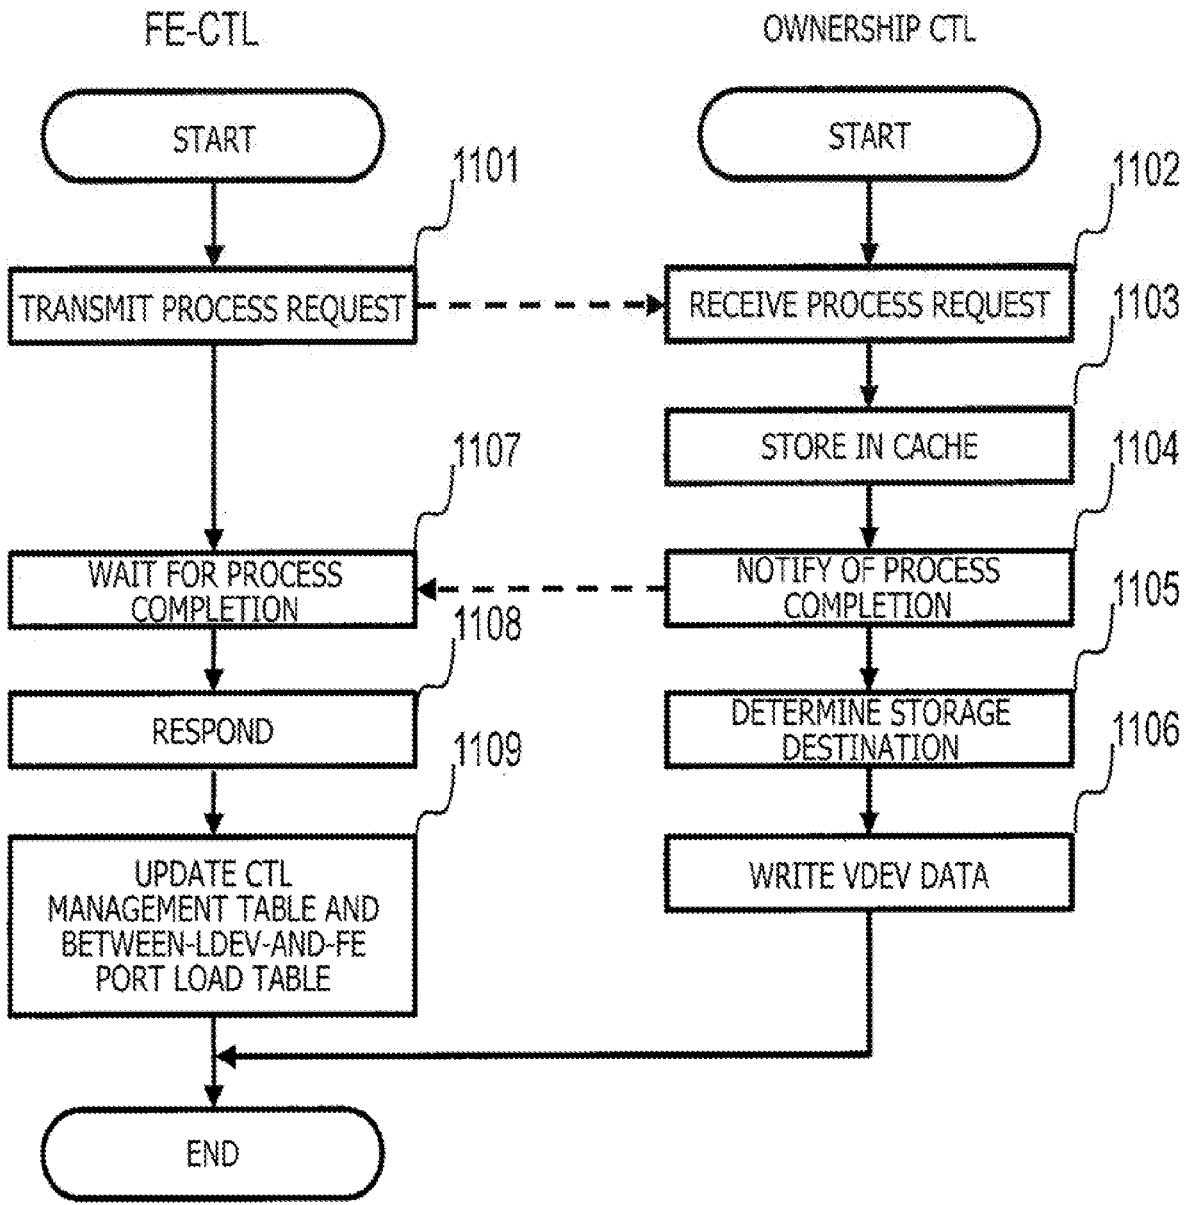 FE-CTL
OWNERSHIP CTL
START
START
1101
1102
TRANSMIT PROCESS REQUEST
RECEIVE PROCESS REQUEST
1103
STORE IN CACHE
1107
1104
WAIT FOR PROCESS
COMPLETION
NOTIFY OF PROCESS
COMPLETION
1108
1105
RESPOND
DETERMINE STORAGE
DESTINATION
1109
1106
UPDATE CTL
MANAGEMENT TABLE AND
BETWEEN-LDEV-AND-FE
PORT LOAD TABLE
WRITE VDEV DATA
END